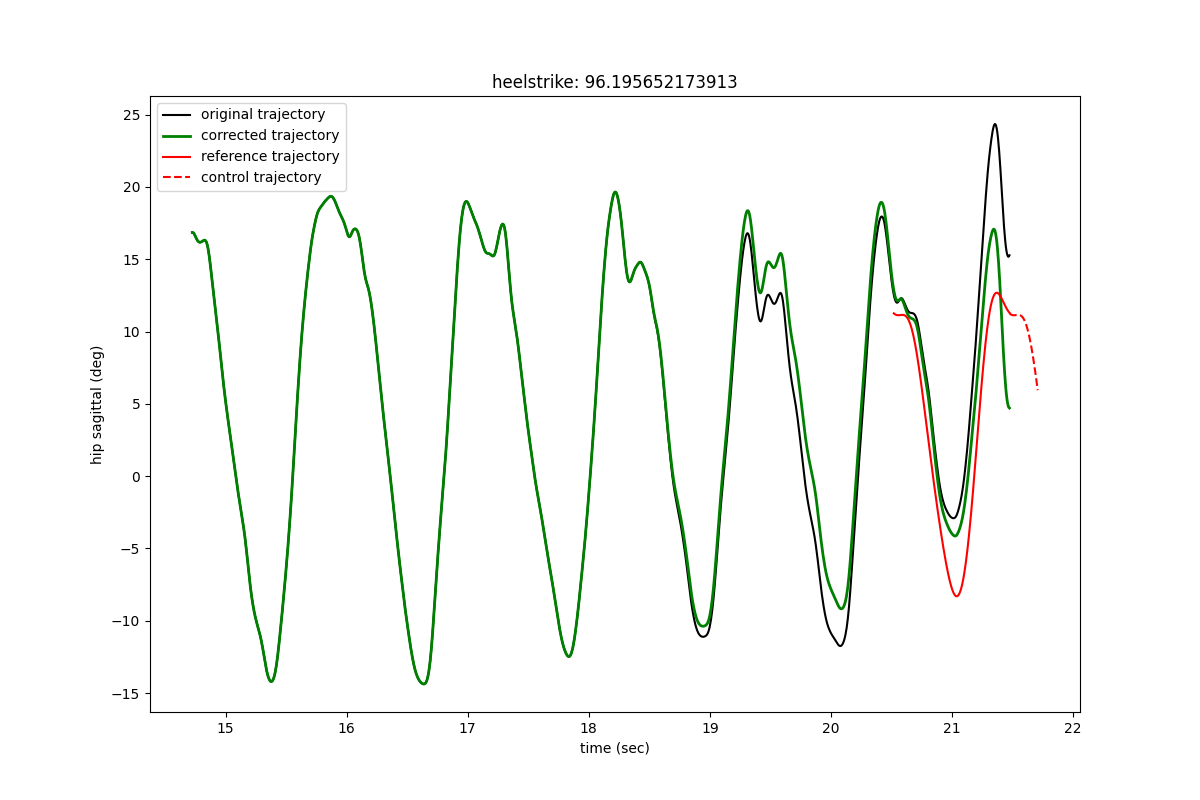 heelstrike: 96.195652173913
original trajectory
corrected trajectory
reference trajectory
control trajectory
25
20
15
10
5
0
−5
−10
−15
hip sagittal (deg)
15 16 17 18 19 20 21 22
time (sec)